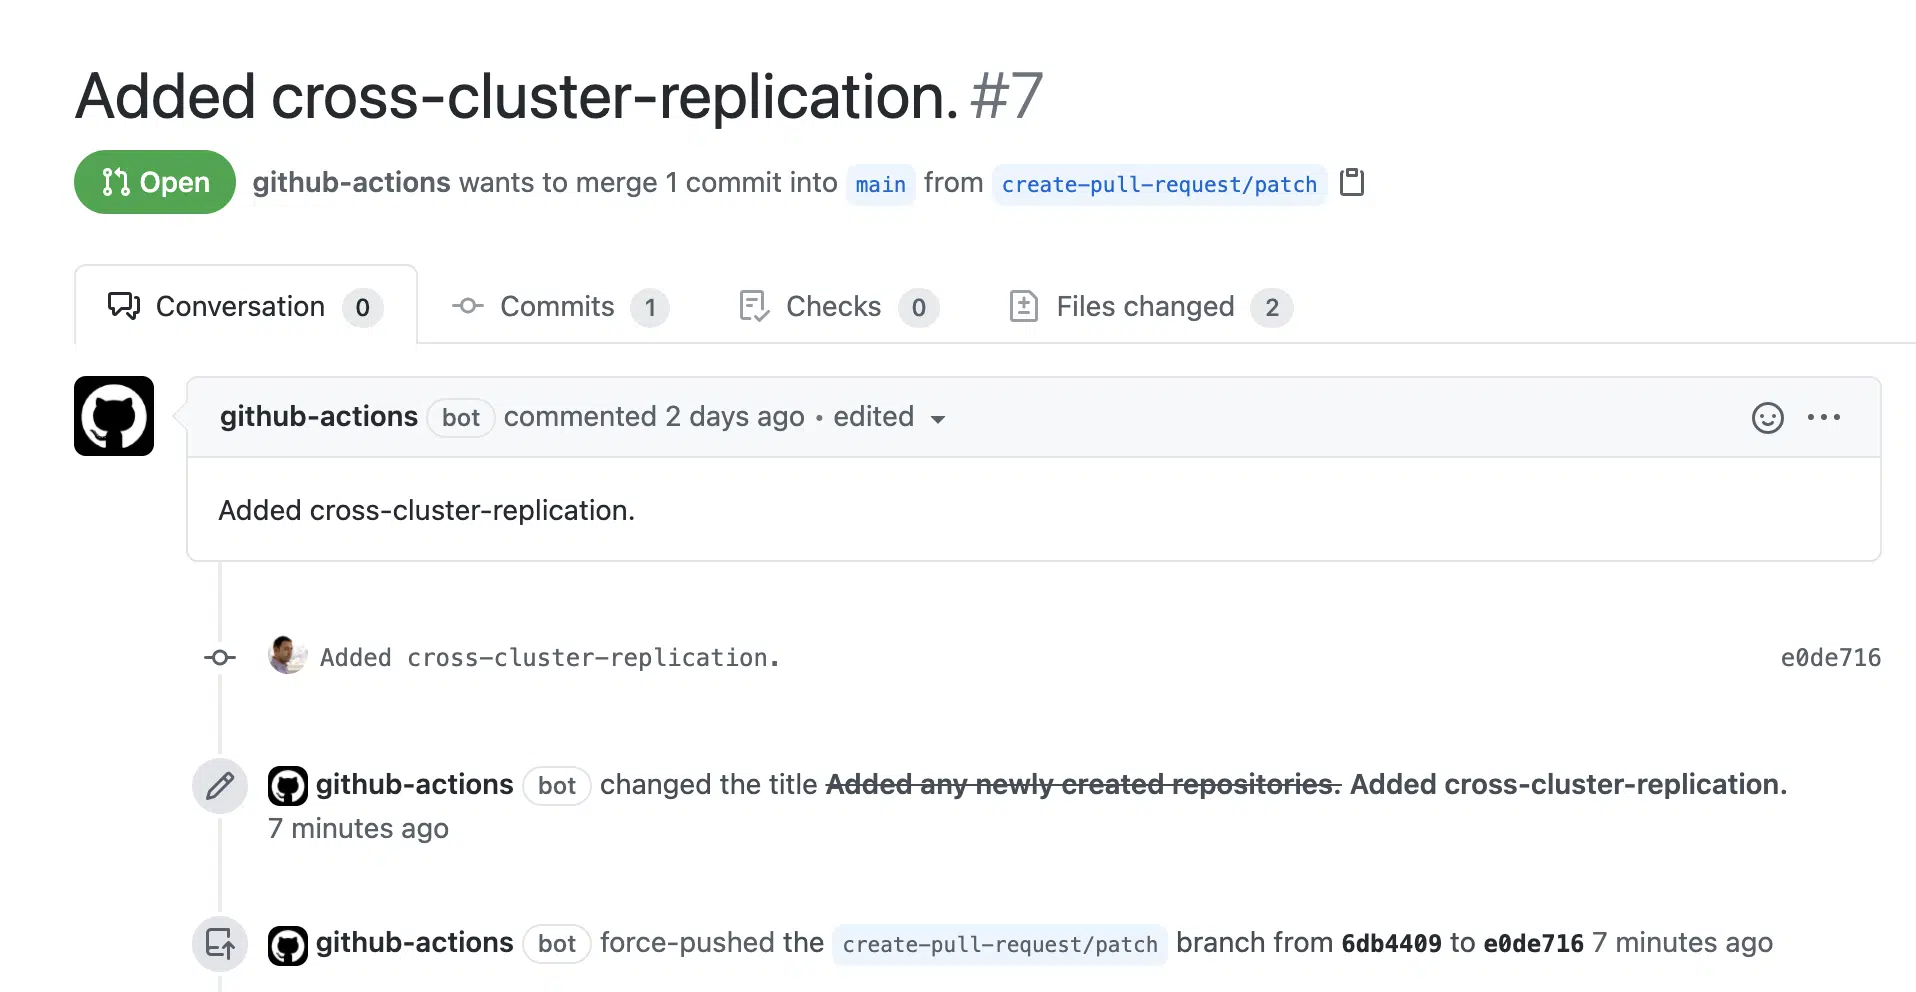 Added cross-cluster-replication. #7
Open github-actions wants to merge 1 commit into main from create-pull-request/patch
Conversation 0 Commits 1 Checks 0 Files changed 2
github-actions bot commented 2 days ago • edited
Added cross-cluster-replication.
Added cross-cluster-replication. e0de716
github-actions bot changed the title Added any newly created repositories. Added cross-cluster-replication.
7 minutes ago
github-actions bot force-pushed the create-pull-request/patch branch from 6db4409 to e0de716 7 minutes ago